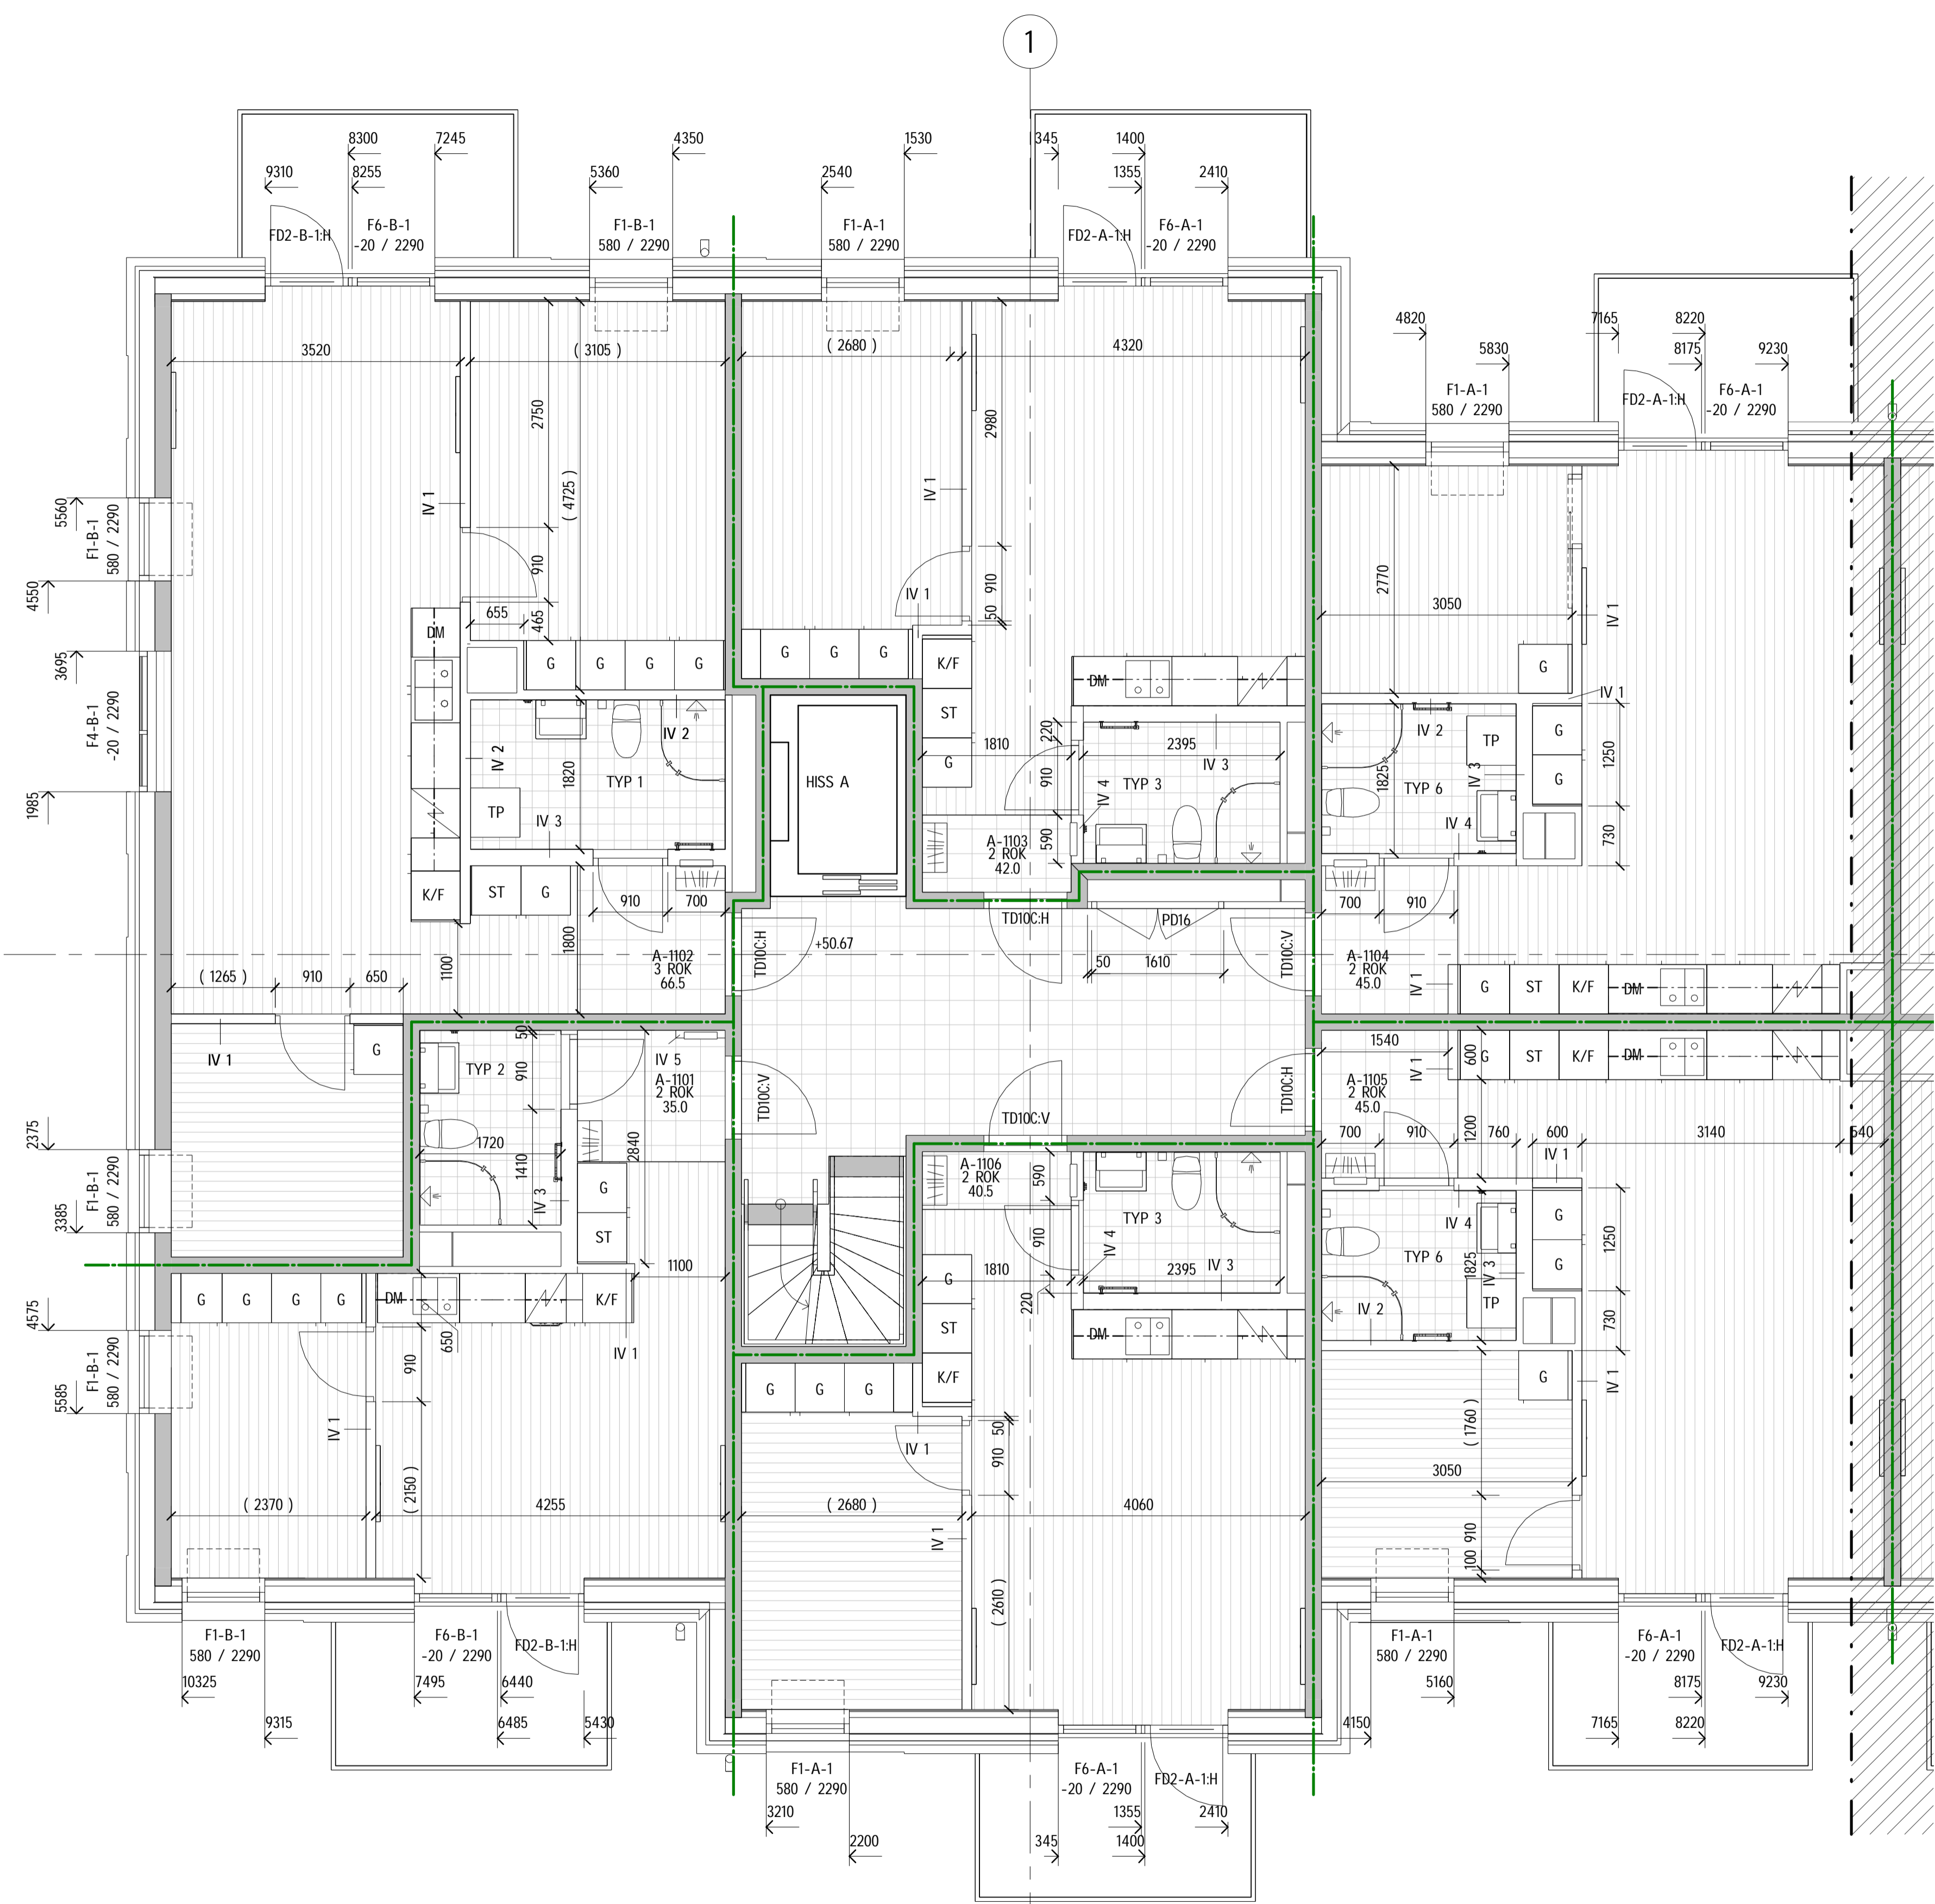 1
8300
7245
4350
1530
345
1400
9310
8255
5360
2540
1355
2410
FD2-B-1:H
F6-B-1
-20 / 2290
F1-B-1
580 / 2290
F1-A-1
580 / 2290
FD2-A-1:H
F6-A-1
-20 / 2290
4820
7165
8220
5830
8175
9230
F1-A-1
580 / 2290
FD2-A-1:H
F6-A-1
-20 / 2290
3520
( 3105 )
( 2680 )
4320
2750
( 4725 )
2980
5560
F1-B-1
580 / 2290
4550
IV 1
910
IV 1
910
50
IV 1
2770
3050
IV 1
655
465
DM
G
G
G
G
G
G
G
K/F
DM
G
IV 1
3695
F4-B-1
-20 / 2290
1985
IV 2
IV 2
1820
TYP 1
TP
IV 3
HISS A
ST
G
220
1810
2395
910
IV 4
TYP 3
IV 3
590
IV 2
TP
G
G
1250
1825
TYP 6
IV 3
IV 4
730
K/F
ST
G
910
700
1800
1100
A-1103
2 ROK
42.0
A-1102
3 ROK
66.5
TD10C:H
+50.67
TD10C:H
PD16
50
1610
TD10C:V
700
910
A-1104
2 ROK
45.0
IV 1
G
ST
K/F
DM
( 1265 )
910
650
IV 1
G
50
TYP 2
910
IV 5
A-1101
2 ROK
35.0
TD10C:V
TD10C:V
TD10C:H
1540
A-1105
2 ROK
45.0
IV 1
600
G
ST
K/F
DM
2375
F1-B-1
580 / 2290
3385
1720
1410
2840
IV 3
G
ST
A-1106
2 ROK
40.5
590
TYP 3
910
IV 4
IV 3
1810
2395
220
700
910
1200
760
600
3140
540
IV 1
IV 4
G
G
1250
TYP 6
1825
IV 3
IV 2
TP
730
4575
F1-B-1
580 / 2290
5585
G
G
G
G
DM
K/F
1100
650
910
IV 1
IV 1
G
ST
K/F
DM
G
G
G
IV 1
G
IV 1
( 1760 )
3050
( 2370 )
( 2150 )
4255
( 2680 )
50
910
4060
IV 1
( 2610 )
910
100
F1-B-1
580 / 2290
F6-B-1
-20 / 2290
FD2-B-1:H
10325
7495
6440
9315
6485
5430
F1-A-1
580 / 2290
F6-A-1
-20 / 2290
FD2-A-1:H
5160
8175
9230
4150
7165
8220
F1-A-1
580 / 2290
F6-A-1
-20 / 2290
FD2-A-1:H
3210
1355
2410
2200
345
1400